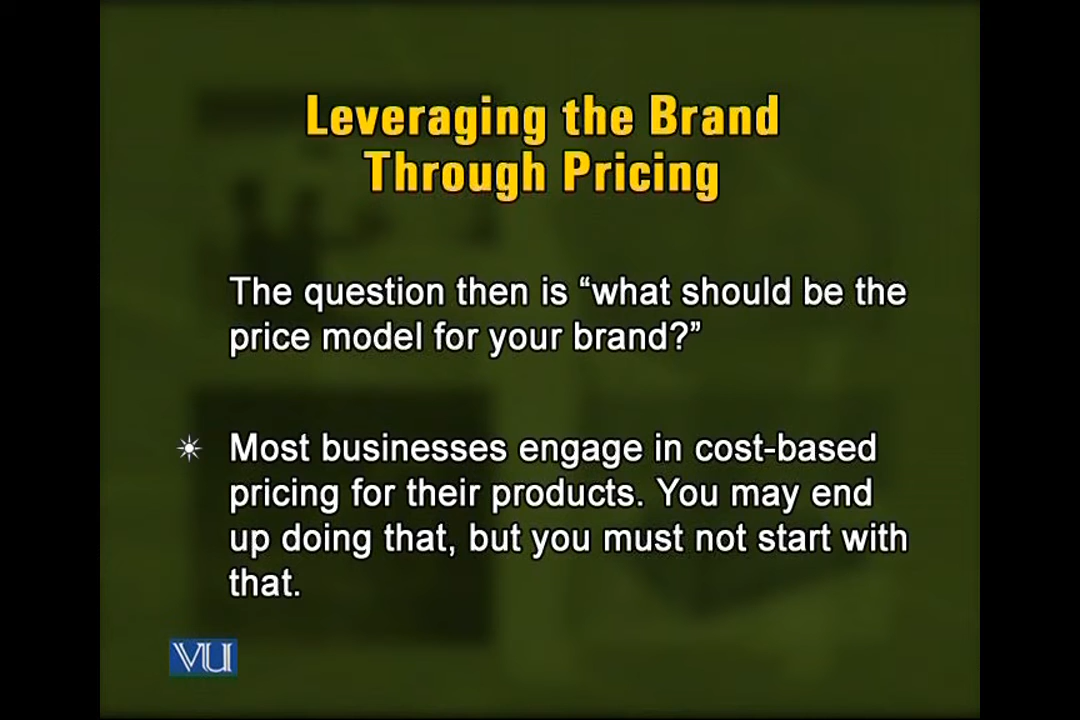 Leveraging the Brand
Through Pricing
The question then is “what should be the
price model for your brand?”
Most businesses engage in cost-based
pricing for their products. You may end
up doing that, but you must not start with
that.
VU